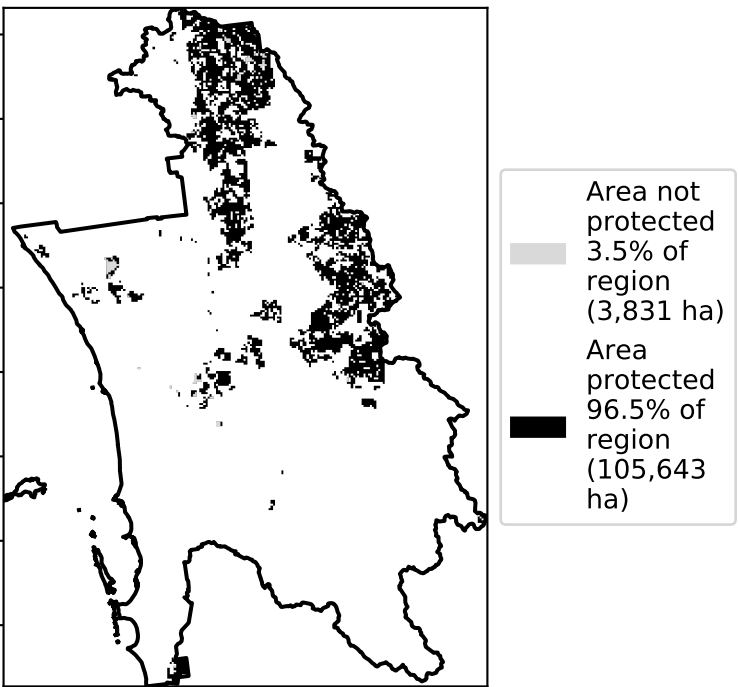 Area not
protected
3.5% of
region
(3,831 ha)
Area
protected
96.5% of
region
(105,643
ha)